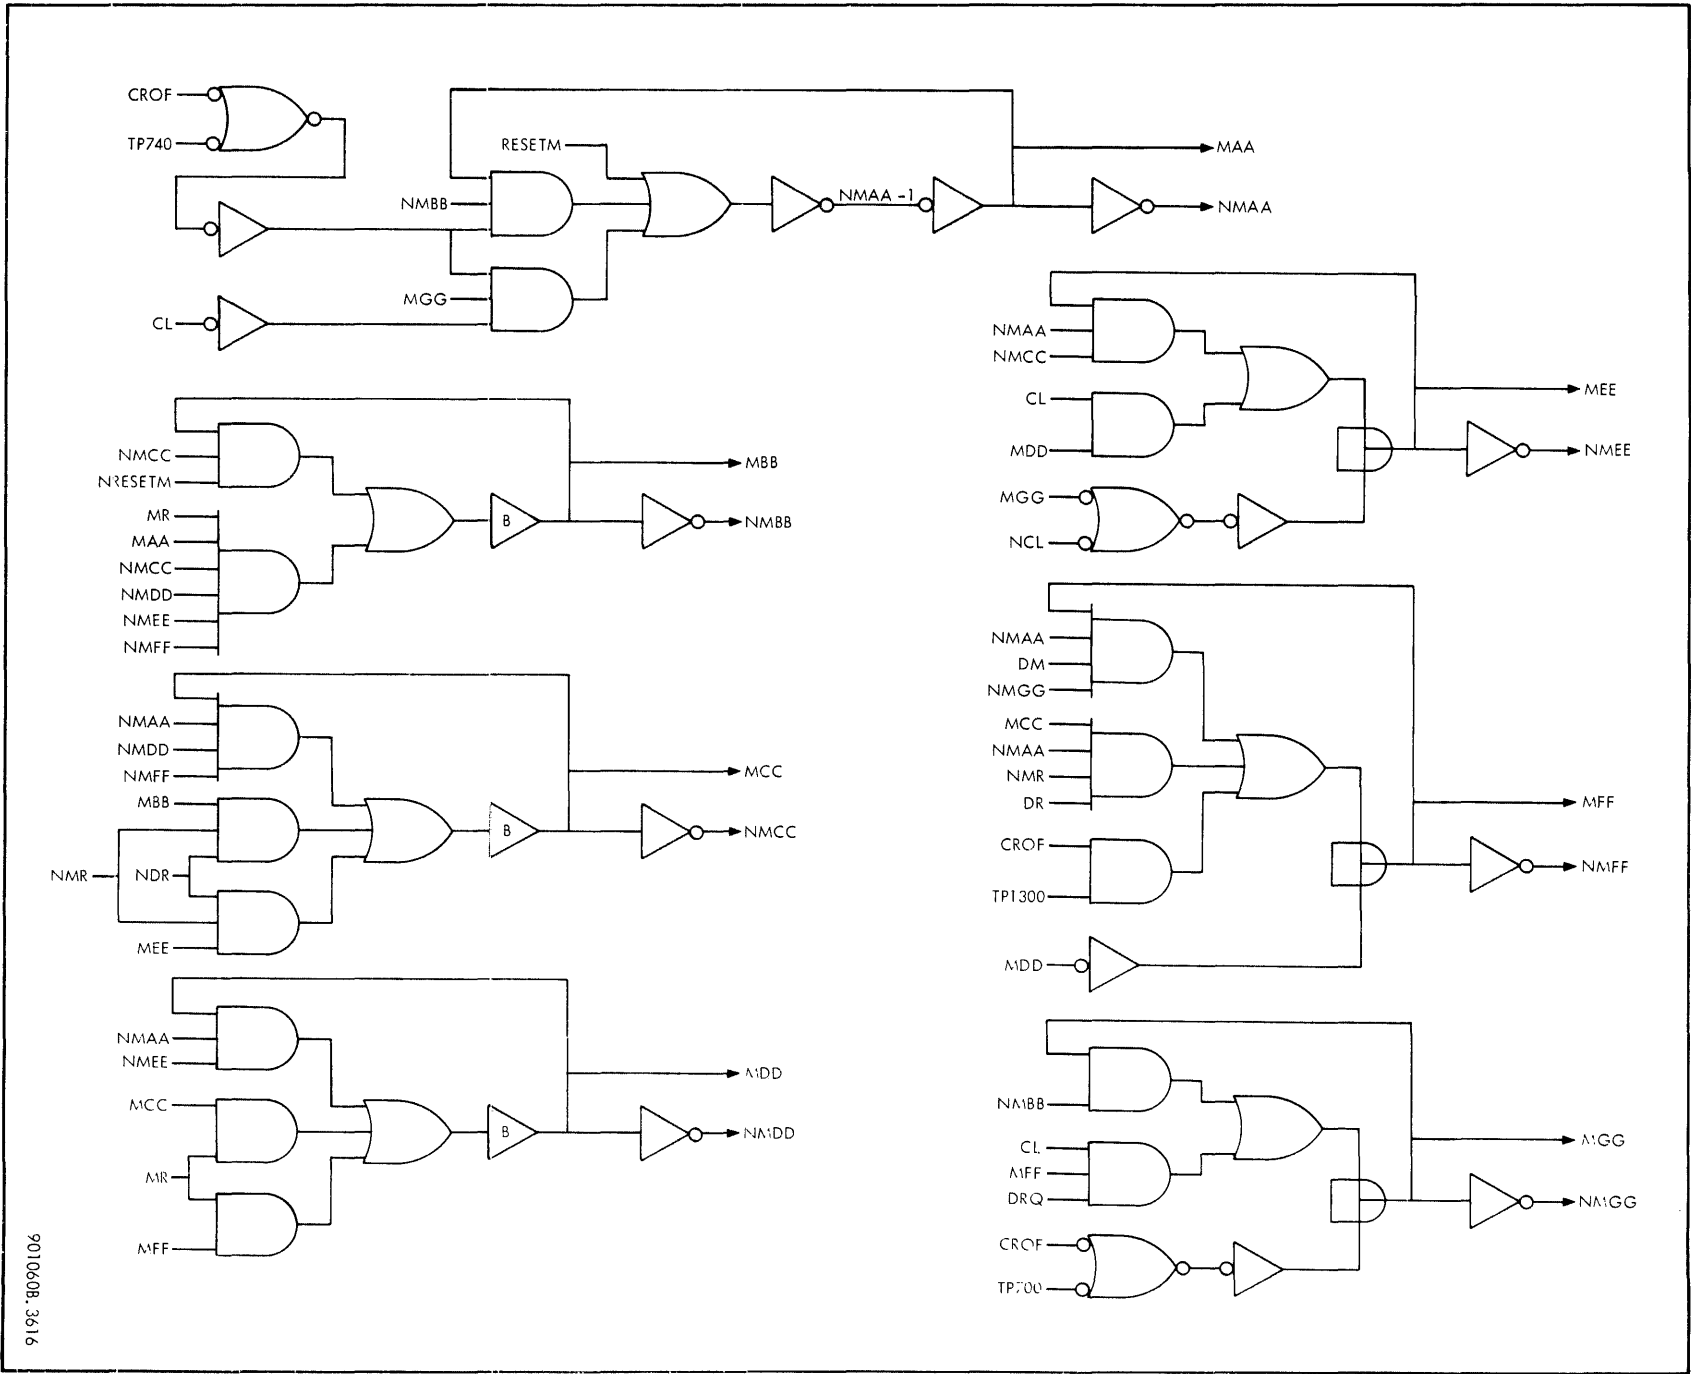 CROF
TP740
RESETM
MAA
NMBB
NMAA -1
NMAA
MGG
CL
NMAA
NMCC
CL
MEE
MDD
NMEE
MGG
NCL
NMCC
MBB
NRESETM
MR
B
NMBB
MAA
NMCC
NMDD
NMEE
NMFF
NMAA
DM
NMGG
MCC
NMAA
NMR
DR
MFF
CROF
NMFF
TP1300
MDD
NMAA
NMDD
MCC
NMFF
MBB
B
NMCC
NMR
NDR
MEE
NMAA
NMEE
MDD
MCC
B
NMDD
MR
MFF
NMBB
CL
MGG
MFF
DRQ
NMGG
CROF
TP700
901060B. 3616